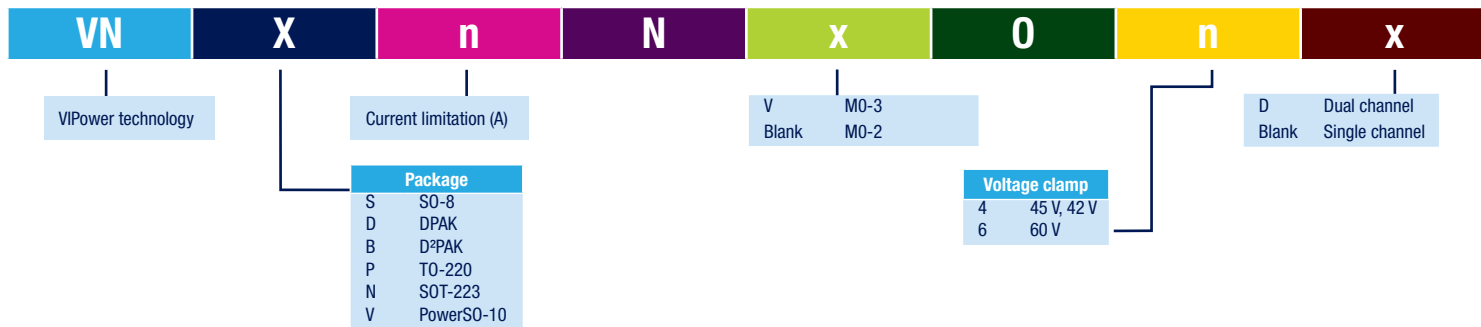 VN X n N x 0 n x
VIPower technology
Current limitation (A)
V M0-3
Blank M0-2
D Dual channel
Blank Single channel
Package
S SO-8
D DPAK
B D²PAK
P TO-220
N SOT-223
V PowerSO-10
Voltage clamp
4 45 V, 42 V
6 60 V